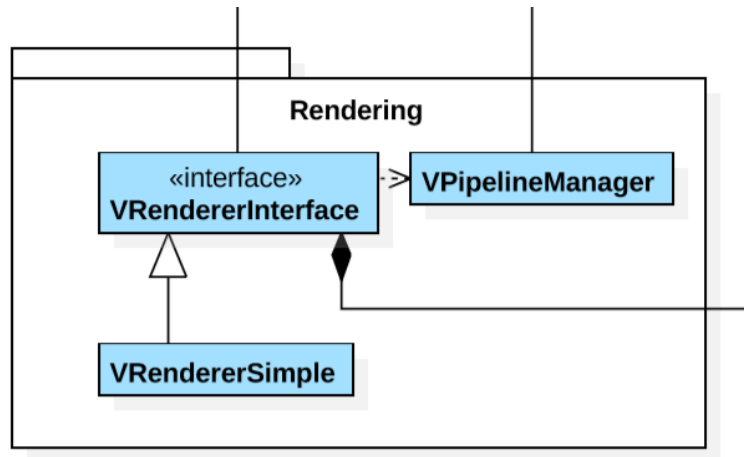 Rendering
«interface»
VRendererInterface
VPipelineManager
VRendererSimple